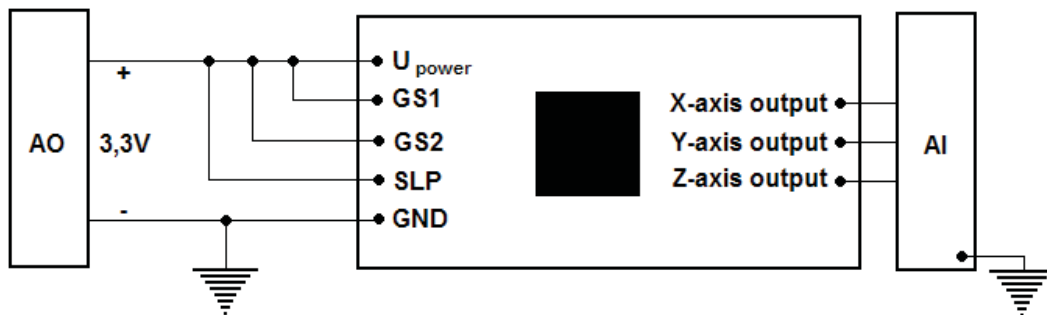 AO
+
3,3V
-
U power
GS1
GS2
SLP
GND
X-axis output
Y-axis output
Z-axis output
AI